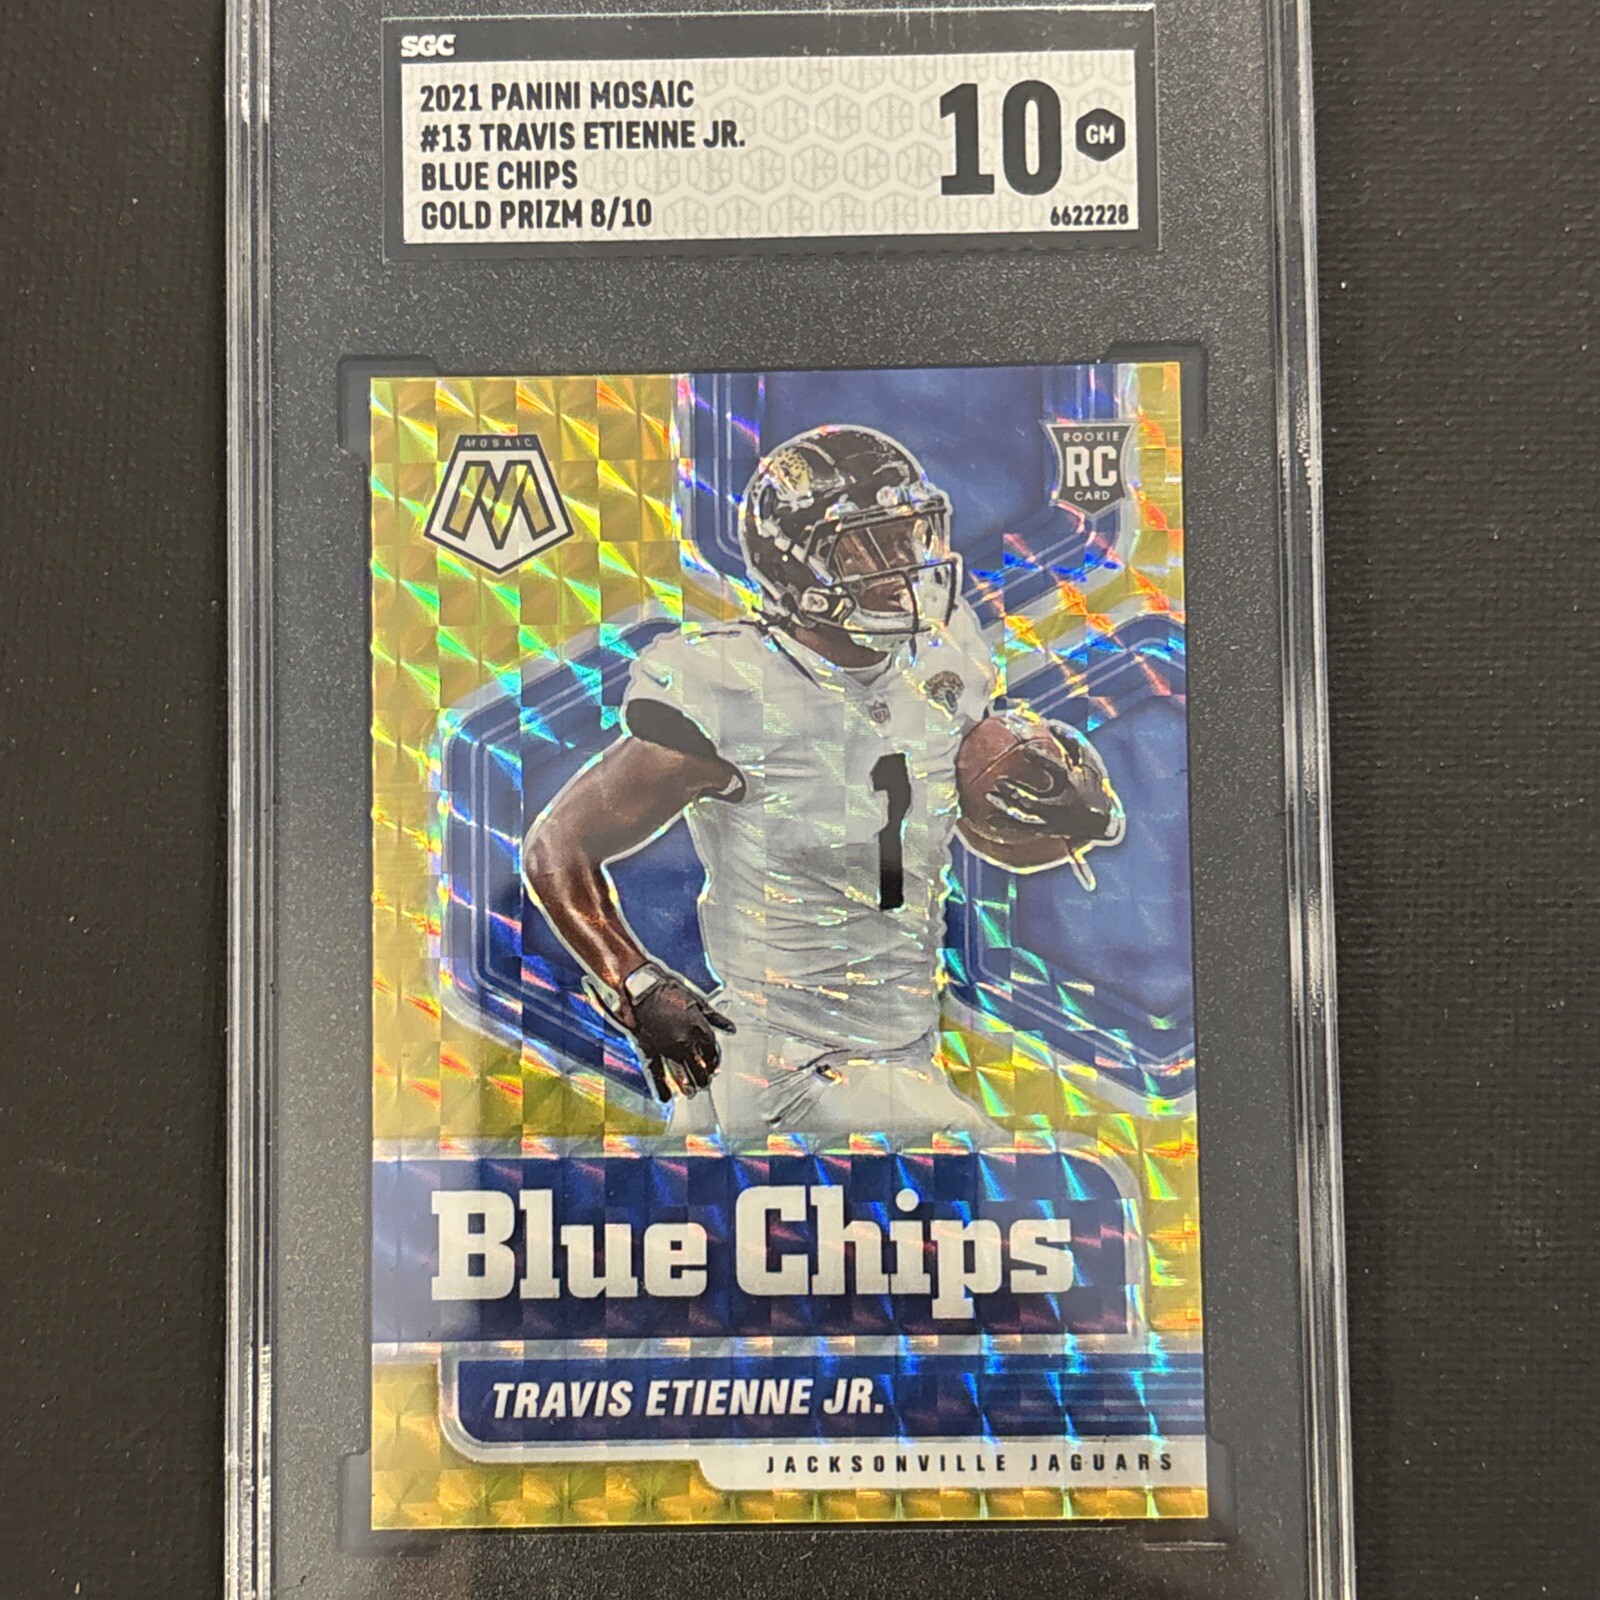 SGC
2021 PANINI MOSAIC
#13 TRAVIS ETIENNE JR.
BLUE CHIPS
GOLD PRIZM 8/10
10
GM
6622228
MOSAIC
M
ROOKIE
RC
CARD
1
Blue Chips
TRAVIS ETIENNE JR.
JACKSONVILLE JAGUARS